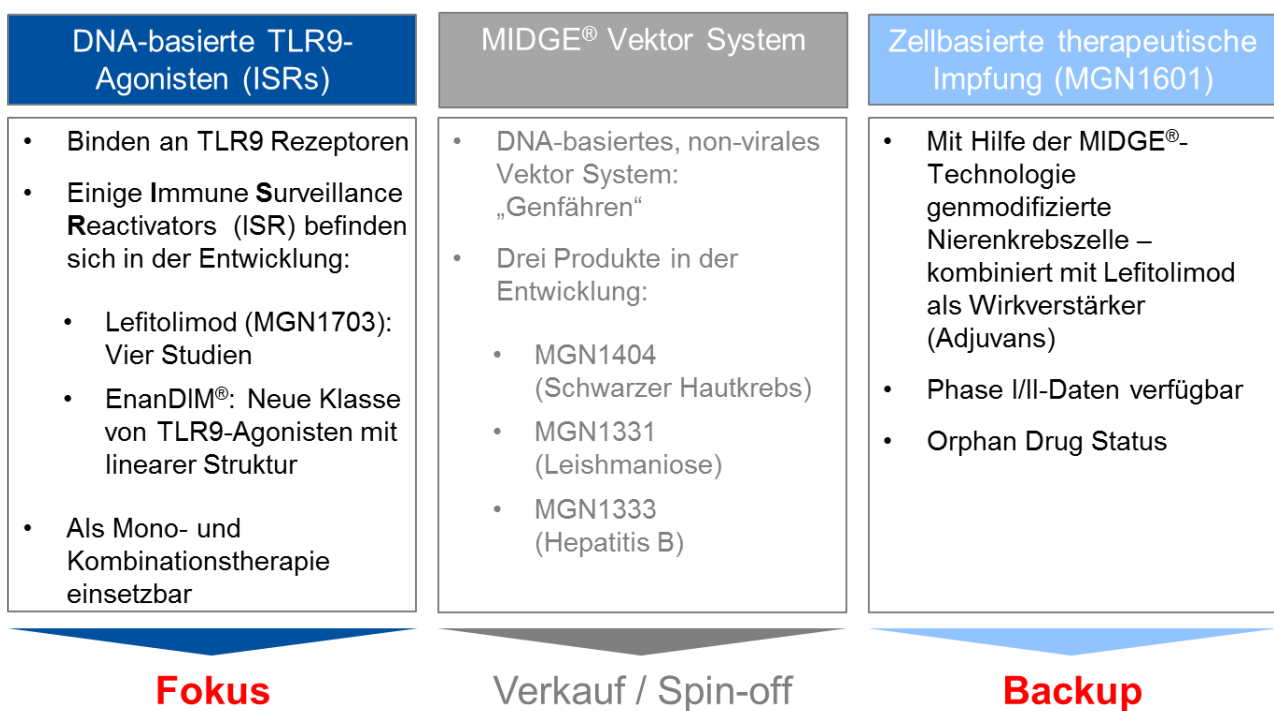 DNA-basierte TLR9-
Agonisten (ISRs)
• Binden an TLR9 Rezeptoren
• Einige Immune Surveillance
Reactivators (ISR) befinden
sich in der Entwicklung:
• Lefitolimod (MGN1703):
Vier Studien
• EnanDIM®: Neue Klasse
von TLR9-Agonisten mit
linearer Struktur
• Als Mono- und
Kombinationstherapie
einsetzbar
Fokus
MIDGE® Vektor System
• DNA-basiertes, non-virales
Vektor System:
„Genfähren“
• Drei Produkte in der
Entwicklung:
• MGN1404
(Schwarzer Hautkrebs)
• MGN1331
(Leishmaniose)
• MGN1333
(Hepatitis B)
Verkauf / Spin-off
Zellbasierte therapeutische
Impfung (MGN1601)
• Mit Hilfe der MIDGE®-
Technologie
genmodifizierte
Nierenkrebszelle –
kombiniert mit Lefitolimod
als Wirkverstärker
(Adjuvans)
• Phase I/II-Daten verfügbar
• Orphan Drug Status
Backup